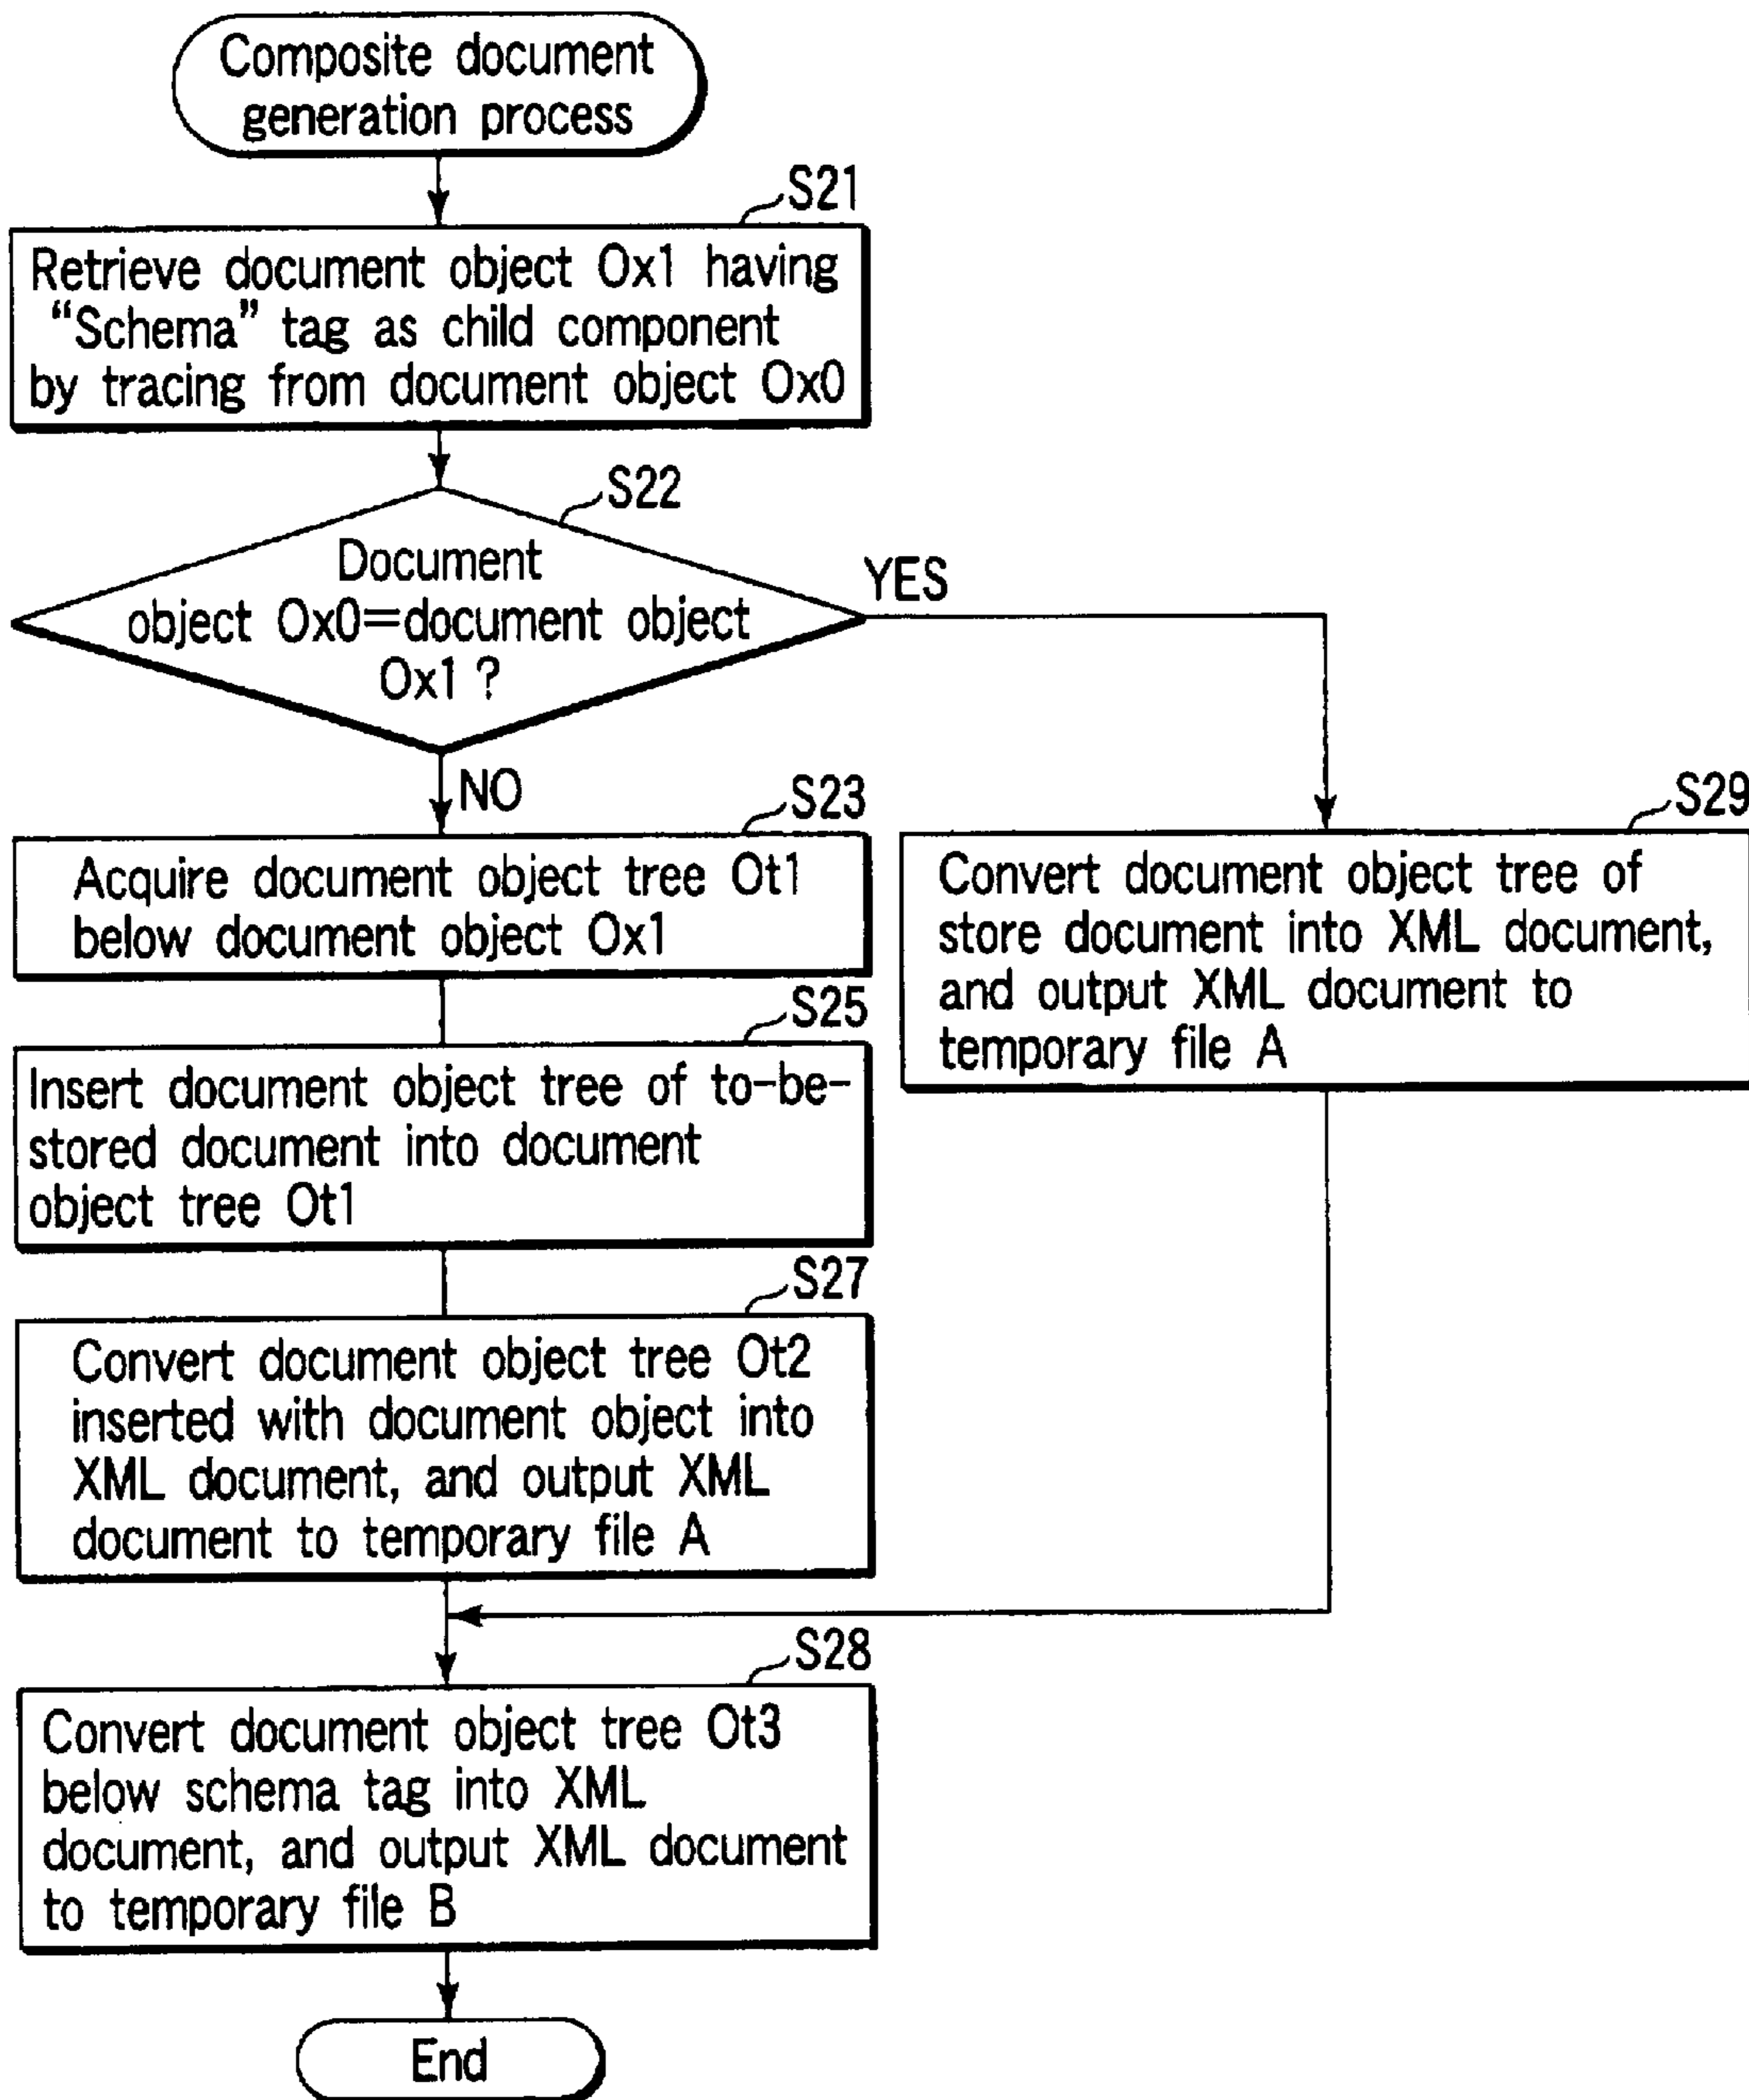 Composite document
generation process
S21
Retrieve document object Ox1 having
“Schema” tag as child component
by tracing from document object Ox0
S22
Document
object Ox0=document object
Ox1 ?
YES
NO
S23
Acquire document object tree Ot1
below document object Ox1
S29
Convert document object tree of
store document into XML document,
and output XML document to
temporary file A
S25
Insert document object tree of to-be-
stored document into document
object tree Ot1
S27
Convert document object tree Ot2
inserted with document object into
XML document, and output XML
document to temporary file A
S28
Convert document object tree Ot3
below schema tag into XML
document, and output XML document
to temporary file B
End